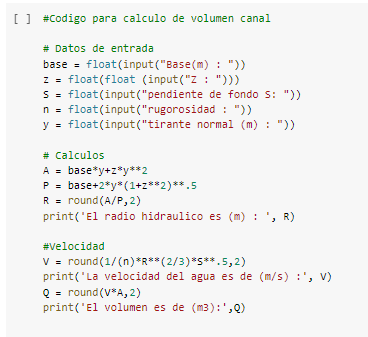 [ ] #Codigo para calculo de volumen canal
# Datos de entrada
base = float(input("Base(m) : "))
z = float(float (input("Z : ")))
S = float(input("pendiente de fondo S: "))
n = float(input("rugorosidad : "))
y = float(input("tirante normal (m) : "))
# Calculos
A = base*y+z*y**2
P = base+2*y*(1+z**2)**.5
R = round(A/P,2)
print('El radio hidraulico es (m) : ', R)
#Velocidad
V = round(1/(n)*R**(2/3)*S**.5,2)
print('La velocidad del agua es de (m/s) :', V)
Q = round(V*A,2)
print('El volumen es de (m3):',Q)